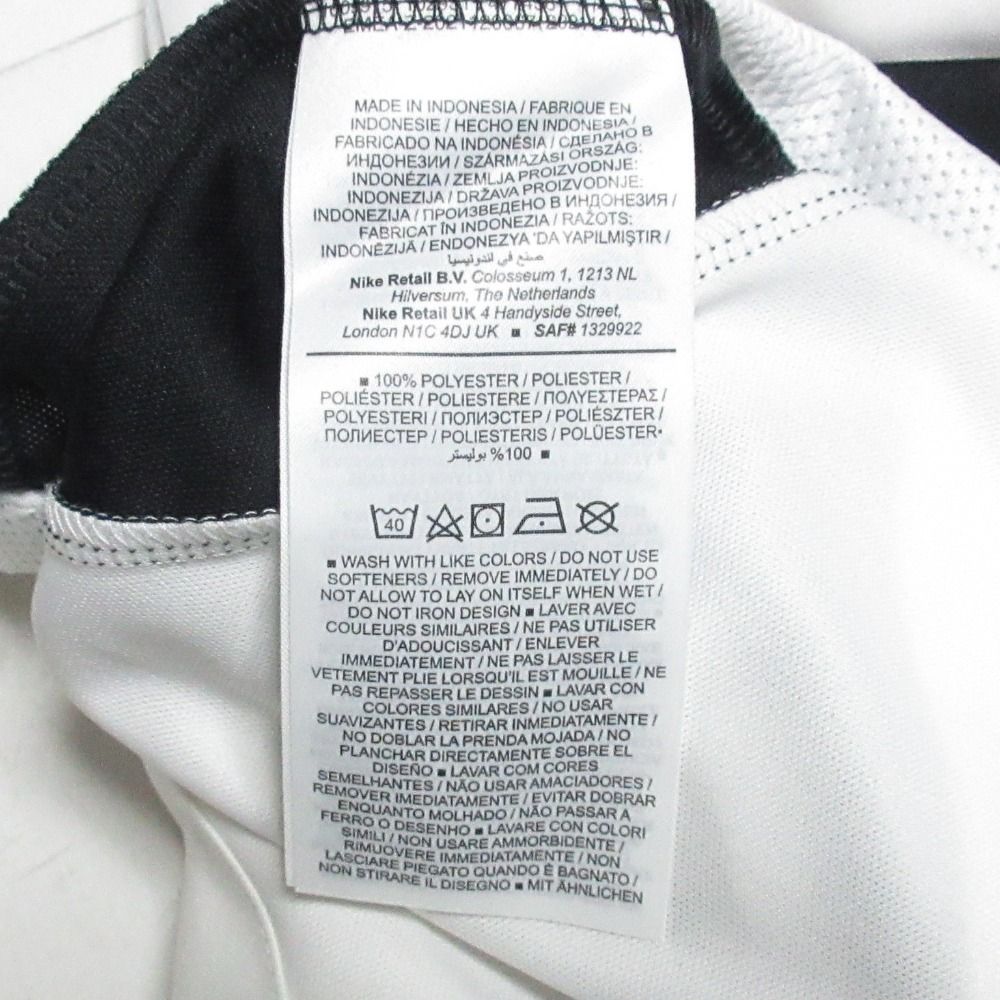 MADE IN INDONESIA / FABRIQUE EN
INDONESIE / HECHO EN INDONESIA /
FABRICADO NA INDONÉSIA / СДЕЛАНО В
ИНДОНЕЗИИ / SZÁRMAZÁSI ORSZÁG:
INDONÉZIA / ZEMLJA PROIZVODNJE:
INDONEZIJA / DRŽAVA PROIZVODNJE:
INDONEZIJA / ПРОИЗВЕДЕНО В ИНДОНЕЗИЯ /
FABRICAT ÎN INDONEZIA / RAŽOTS:
INDONĒZIJĀ / ENDONEZYA 'DA YAPILMIŞTIR /
صنع في اندونيسيا
Nike Retail B.V. Colosseum 1, 1213 NL
Hilversum, The Netherlands
Nike Retail UK 4 Handyside Street,
London N1C 4DJ UK ■ SAF# 1329922
■ 100% POLYESTER / POLIESTER /
POLIÉSTER / POLIESTERE / ΠΟΛΥΕΣΤΕΡΑΣ /
POLYESTERI / ПОЛИЭСТЕР / POLIÉSZTER /
ПОЛИЕСТЕР / POLIESTERIS / POLÜESTER▪
■ 100% بوليستر
40
■ WASH WITH LIKE COLORS / DO NOT USE
SOFTENERS / REMOVE IMMEDIATELY / DO
NOT ALLOW TO LAY ON ITSELF WHEN WET /
DO NOT IRON DESIGN ■ LAVER AVEC
COULEURS SIMILAIRES / NE PAS UTILISER
D'ADOUCISSANT / ENLEVER
IMMEDIATEMENT / NE PAS LAISSER LE
VETEMENT PLIE LORSQU'IL EST MOUILLE / NE
PAS REPASSER LE DESSIN ■ LAVAR CON
COLORES SIMILARES / NO USAR
SUAVIZANTES / RETIRAR INMEDIATAMENTE /
NO DOBLAR LA PRENDA MOJADA / NO
PLANCHAR DIRECTAMENTE SOBRE EL
DISEÑO ■ LAVAR COM CORES
SEMELHANTES / NÃO USAR AMACIADORES /
REMOVER IMEDIATAMENTE / EVITAR DOBRAR
ENQUANTO MOLHADO / NÃO PASSAR A
FERRO O DESENHO ■ LAVARE CON COLORI
SIMILI / NON USARE AMMORBIDENTE /
RIMUOVERE IMMEDIATAMENTE / NON
LASCIARE PIEGATO QUANDO È BAGNATO /
NON STIRARE IL DISEGNO ■ MIT ÄHNLICHEN